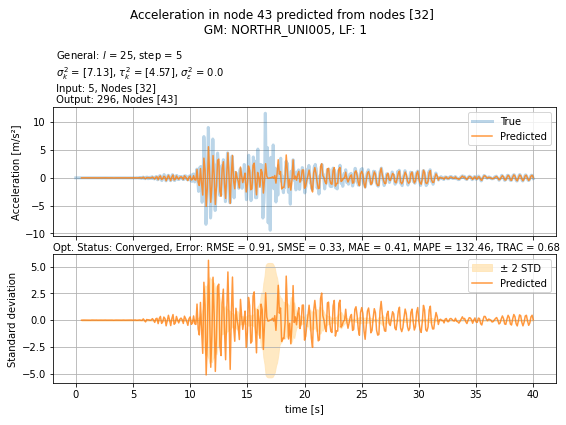 Acceleration in node 43 predicted from nodes [32]
GM: NORTHR_UNI005, LF: 1
General: l = 25, step = 5
σ²ₖ = [7.13], τ²ₖ = [4.57], σ²ε = 0.0
Input: 5, Nodes [32]
Output: 296, Nodes [43]
True
Predicted
Acceleration [m/s²]
10
5
0
−5
−10
Opt. Status: Converged, Error: RMSE = 0.91, SMSE = 0.33, MAE = 0.41, MAPE = 132.46, TRAC = 0.68
± 2 STD
Predicted
Standard deviation
5.0
2.5
0.0
−2.5
−5.0
0 5 10 15 20 25 30 35 40
time [s]